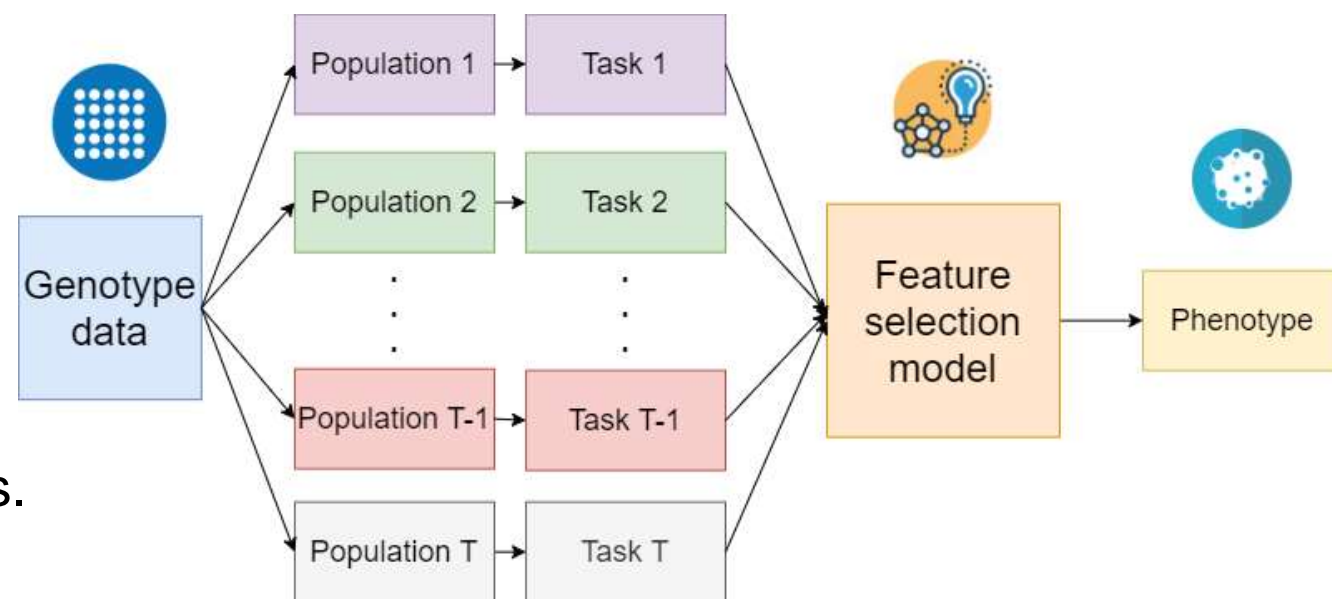 Population 1
Task 1
Population 2
Task 2
Genotype
data
Feature
selection
model
Phenotype
Population T-1
Task T-1
s.
Population T
Task T